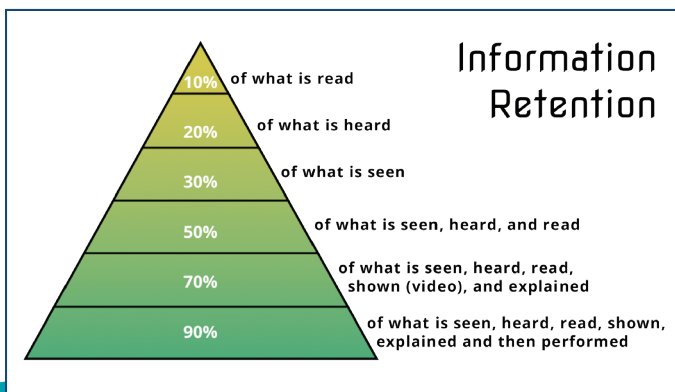 Information
Retention
10% of what is read
20% of what is heard
30% of what is seen
50% of what is seen, heard, and read
70% of what is seen, heard, read,
shown (video), and explained
90% of what is seen, heard, read, shown,
explained and then performed